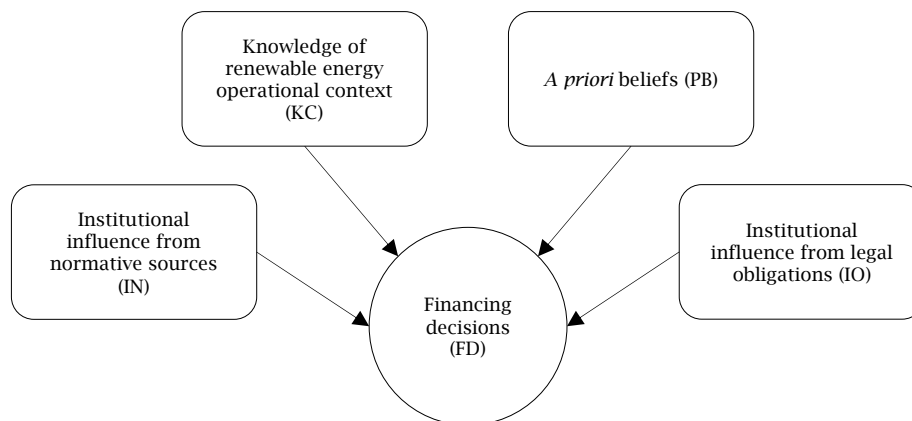 Knowledge of
renewable energy
operational context
(KC)
A priori beliefs (PB)
Institutional
influence from
normative sources
(IN)
Institutional
influence from legal
obligations (IO)
Financing
decisions
(FD)